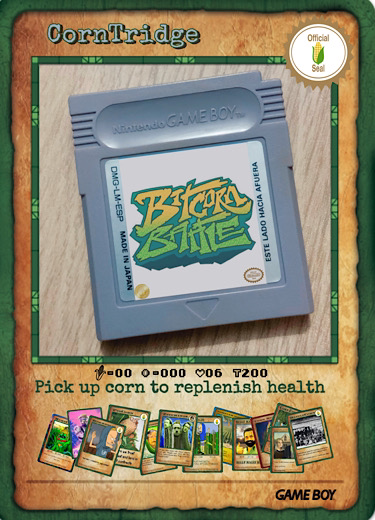 CornTridge
Official
Seal
Nintendo GAME BOY™
DMG-LM-ESP
MADE IN JAPAN
BITCORN
BATTLE
ESTE LADO HACIA AFUERA
=00 =000 ♡06 T200
Pick up corn to replenish health
GAME BOY